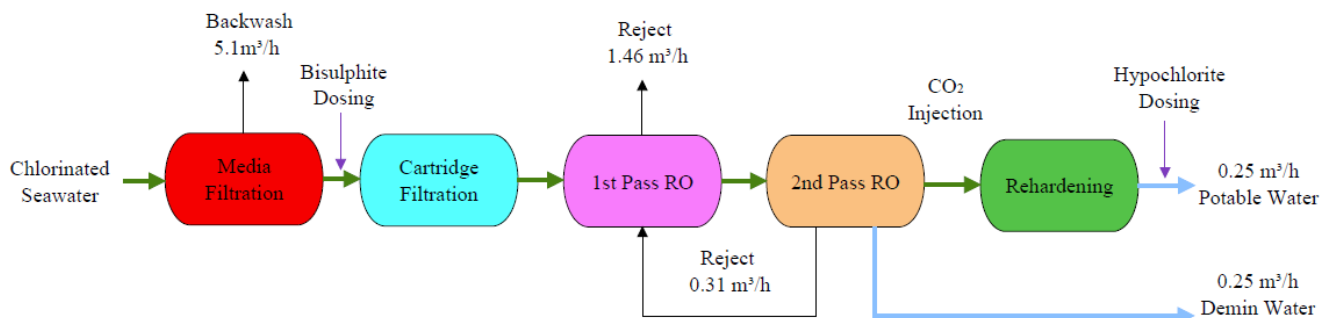 Backwash
5.1m³/h
Bisulphite
Dosing
Reject
1.46 m³/h
CO₂
Injection
Hypochlorite
Dosing
Chlorinated
Seawater
Media
Filtration
Cartridge
Filtration
1st Pass RO
2nd Pass RO
Rehardening
0.25 m³/h
Potable Water
Reject
0.31 m³/h
0.25 m³/h
Demin Water